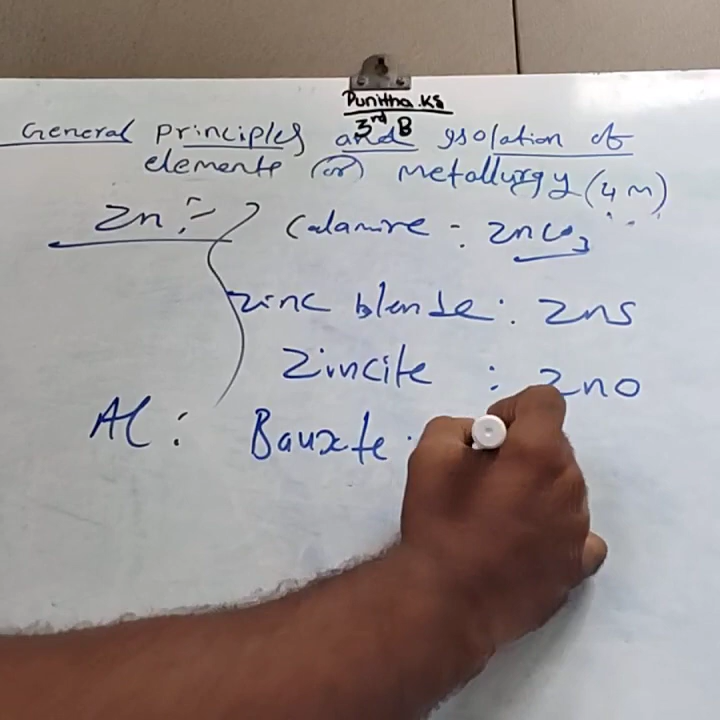 Punitha.KS
3rd B
General principles and isolation of
elements (or) metallurgy (4 M)
Zn :- Calamine : ZnCO3
Zinc blende : ZnS
Zincite : ZnO
Al : Bauxite :